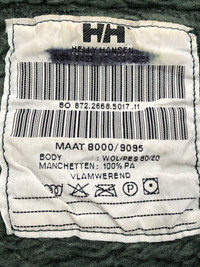 HH
HELLY HANSEN
BO 872.2668.5017.11
MAAT 8000/9095
BODY : WOL/PES 80/20
MANCHETTEN: 100% PA
VLAMWEREND
P